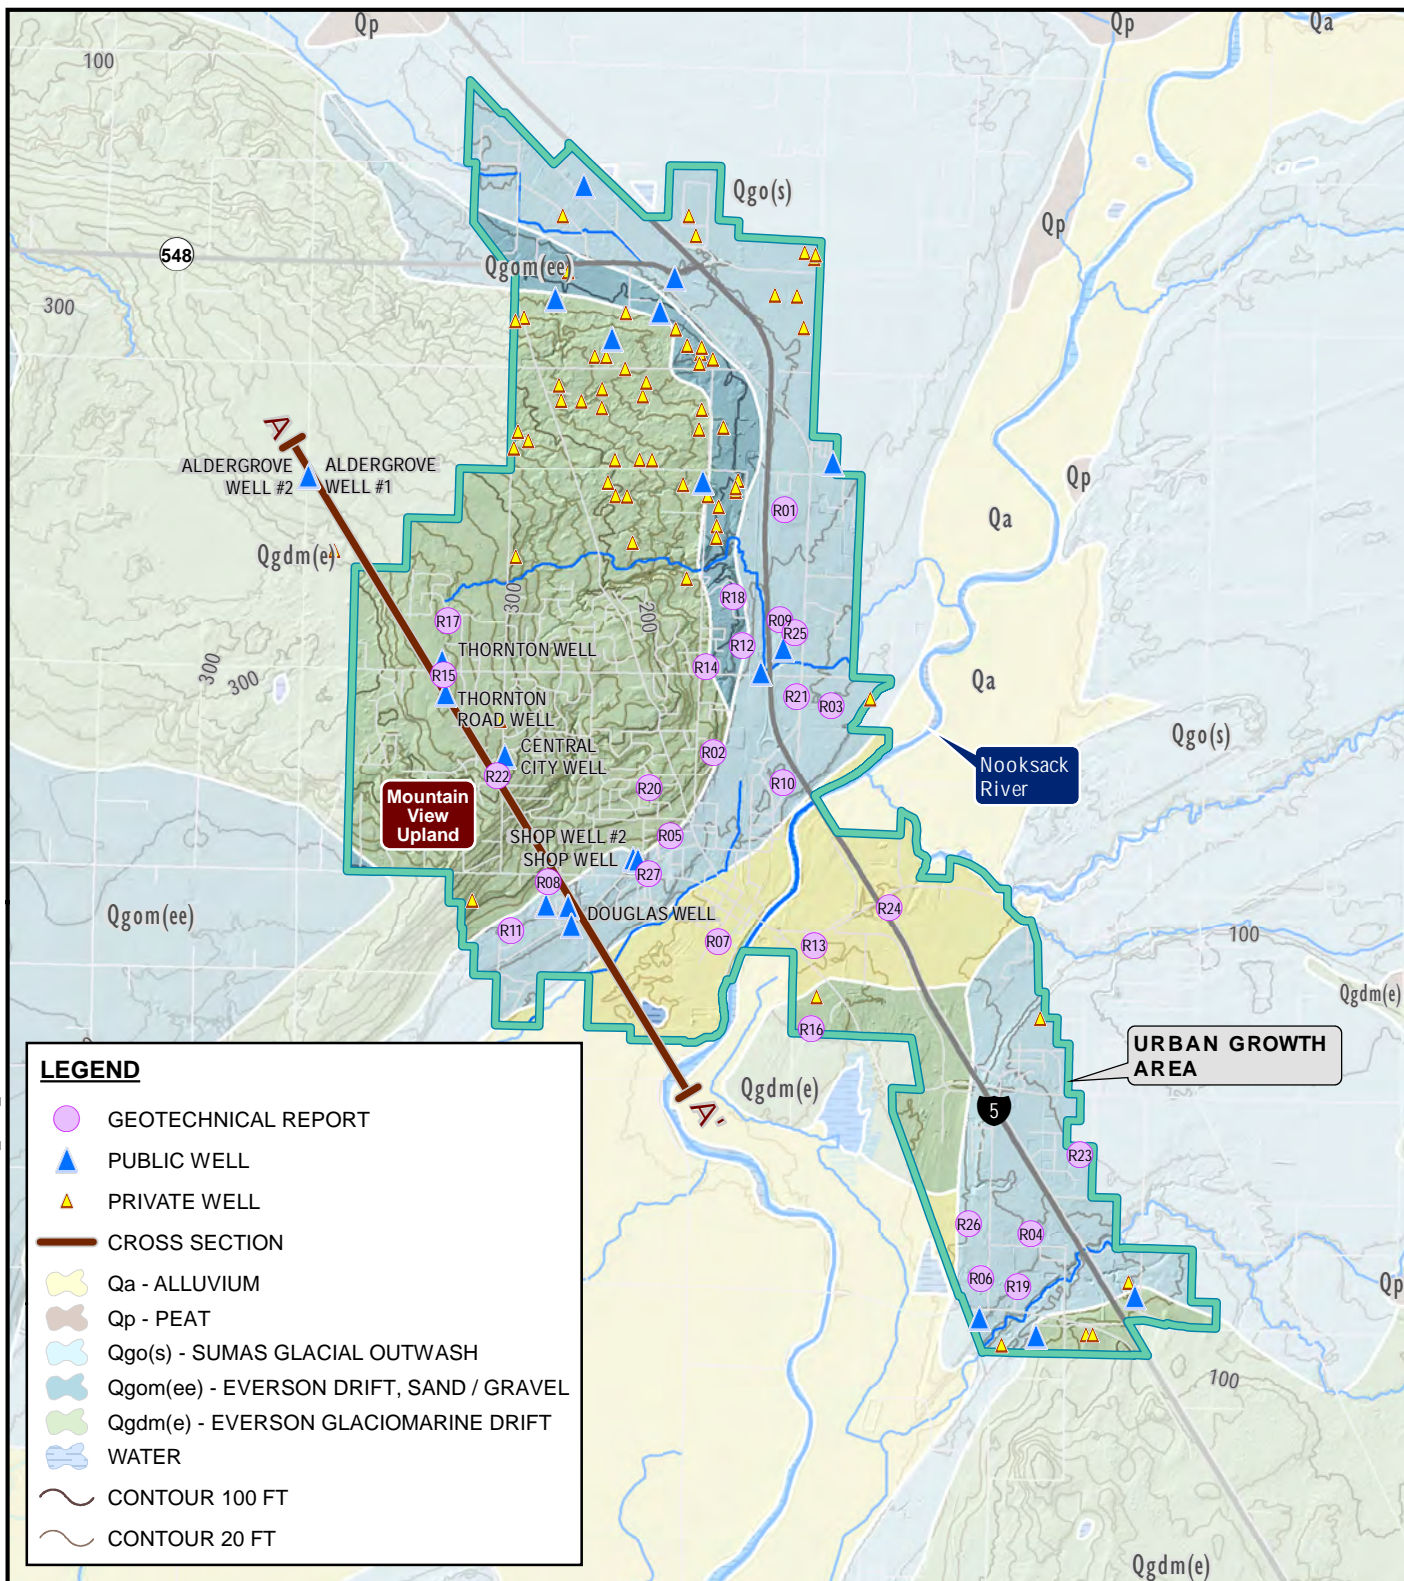 Qp
Qp
Qa
100
Qgo(s)
Qp
548
Qgom(ee)
300
A
ALDERGROVE
WELL #2
ALDERGROVE
WELL #1
Qp
R01
Qa
Qgdm(e)
300
200
R18
R17
R09
R25
R12
THORNTON WELL
R14
R15
300
300
Qa
R21
R03
THORNTON
ROAD WELL
Qgo(s)
CENTRAL
CITY WELL
R02
Nooksack
River
R22
R10
R20
Mountain
View
Upland
SHOP WELL #2
SHOP WELL
R05
R27
R08
DOUGLAS WELL
R24
Qgom(ee)
R11
R07
R13
100
Qgdm(e)
R16
URBAN GROWTH
AREA
Qgdm(e)
A'
5
R23
R26
R04
R06
R19
Qp
100
Qgdm(e)
LEGEND
GEOTECHNICAL REPORT
PUBLIC WELL
PRIVATE WELL
CROSS SECTION
Qa - ALLUVIUM
Qp - PEAT
Qgo(s) - SUMAS GLACIAL OUTWASH
Qgom(ee) - EVERSON DRIFT, SAND / GRAVEL
Qgdm(e) - EVERSON GLACIOMARINE DRIFT
WATER
CONTOUR 100 FT
CONTOUR 20 FT